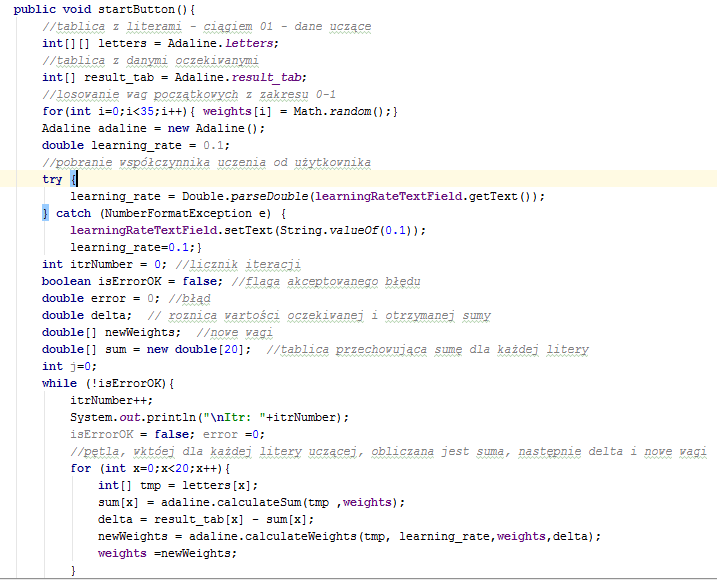 public void startButton(){
//tablica z literami - ciągiem 01 - dane uczące
int[][] letters = Adaline.letters;
//tablica z danymi oczekiwanymi
int[] result_tab = Adaline.result_tab;
//losowanie wag początkowych z zakresu 0-1
for(int i=0;i<35;i++){ weights[i] = Math.random();}
Adaline adaline = new Adaline();
double learning_rate = 0.1;
//pobranie współczynnika uczenia od użytkownika
try {
learning_rate = Double.parseDouble(learningRateTextField.getText());
} catch (NumberFormatException e) {
learningRateTextField.setText(String.valueOf(0.1));
learning_rate=0.1;}
int itrNumber = 0; //licznik iteracji
boolean isErrorOK = false; //flaga akceptowanego błędu
double error = 0; //błąd
double delta;  // roznica wartości oczekiwanej i otrzymanej sumy
double[] newWeights;  //nowe wagi
double[] sum = new double[20];  //tablica przechowująca sumę dla każdej litery
int j=0;
while (!isErrorOK){
itrNumber++;
System.out.println("\nItr: "+itrNumber);
isErrorOK = false; error =0;
//pętla, wktóej dla każdej litery uczącej, obliczana jest suma, następnie delta i nowe wagi
for (int x=0;x<20;x++){
int[] tmp = letters[x];
sum[x] = adaline.calculateSum(tmp ,weights);
delta = result_tab[x] - sum[x];
newWeights = adaline.calculateWeights(tmp, learning_rate,weights,delta);
weights =newWeights;
}